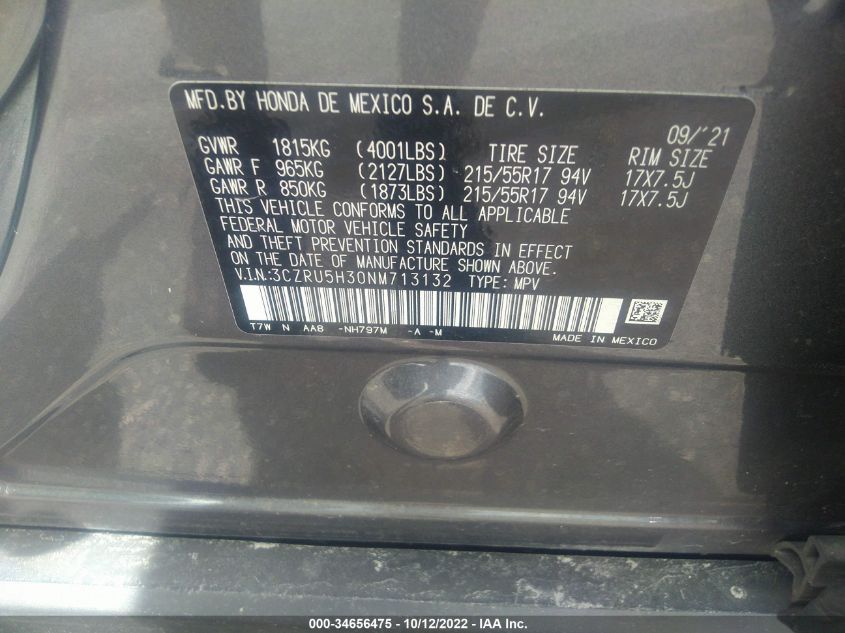 MFD.BY HONDA DE MEXICO S.A. DE C.V.
09/'21
GVWR 1815KG (4001LBS) TIRE SIZE RIM SIZE
GAWR F 965KG (2127LBS) 215/55R17 94V 17X7.5J
GAWR R 850KG (1873LBS) 215/55R17 94V 17X7.5J
THIS VEHICLE CONFORMS TO ALL APPLICABLE
FEDERAL MOTOR VEHICLE SAFETY
AND THEFT PREVENTION STANDARDS IN EFFECT
ON THE DATE OF MANUFACTURE SHOWN ABOVE.
V.I.N.:3CZRU5H30NM713132 TYPE: MPV
T7W N AA8 -NH797M -A -M
MADE IN MEXICO
000-34656475 - 10/12/2022 - IAA Inc.